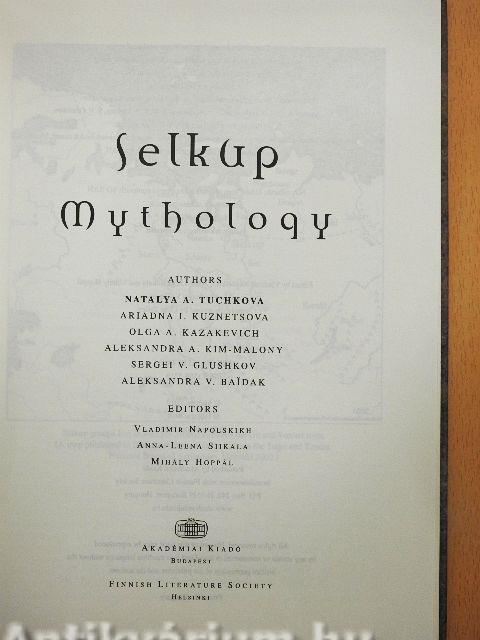 Selkup
Mythology
AUTHORS
NATALYA A. TUCHKOVA
ARIADNA I. KUZNETSOVA
OLGA A. KAZAKEVICH
ALEKSANDRA A. KIM-MALONY
SERGEI V. GLUSHKOV
ALEKSANDRA V. BAÏDAK
EDITORS
VLADIMIR NAPOLSKIKH
ANNA-LEENA SIIKALA
MIHÁLY HOPPÁL
AKADÉMIAI KIADÓ
BUDAPEST
FINNISH LITERATURE SOCIETY
HELSINKI
Antikvárium.hu